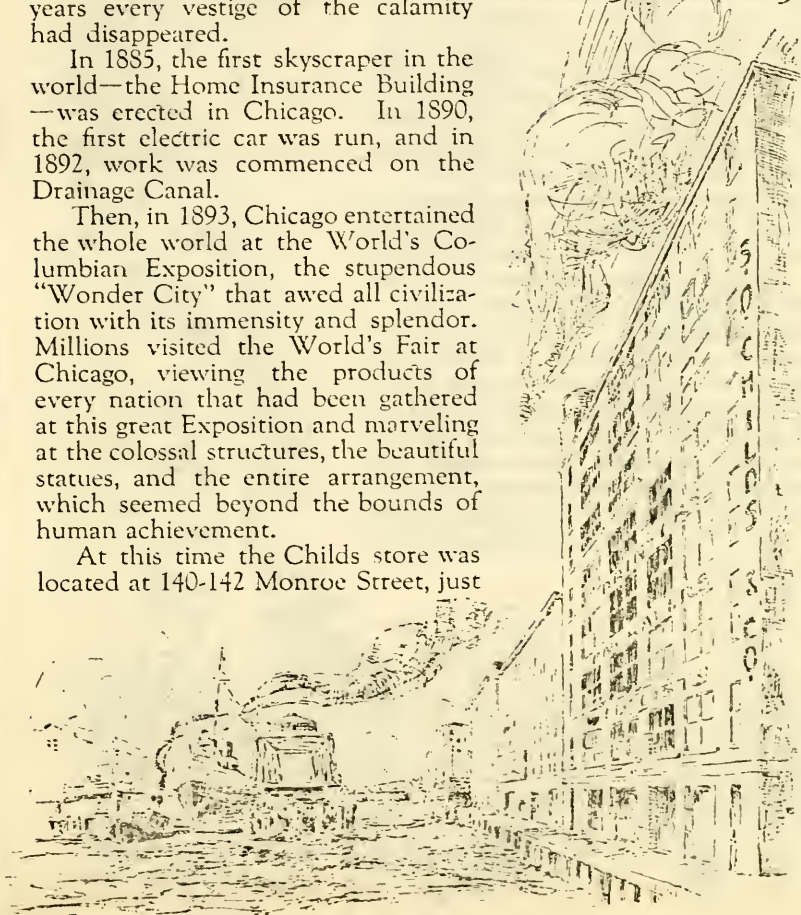 years every vestige of the calamity
had disappeared.
In 1885, the first skyscraper in the
world—the Home Insurance Building
—was erected in Chicago. In 1890,
the first electric car was run, and in
1892, work was commenced on the
Drainage Canal.
Then, in 1893, Chicago entertained
the whole world at the World's Co-
lumbian Exposition, the stupendous
"Wonder City" that awed all civiliza-
tion with its immensity and splendor.
Millions visited the World's Fair at
Chicago, viewing the products of
every nation that had been gathered
at this great Exposition and marveling
at the colossal structures, the beautiful
statues, and the entire arrangement,
which seemed beyond the bounds of
human achievement.
At this time the Childs store was
located at 140-142 Monroe Street, just
S. D. CHILDS & CO.